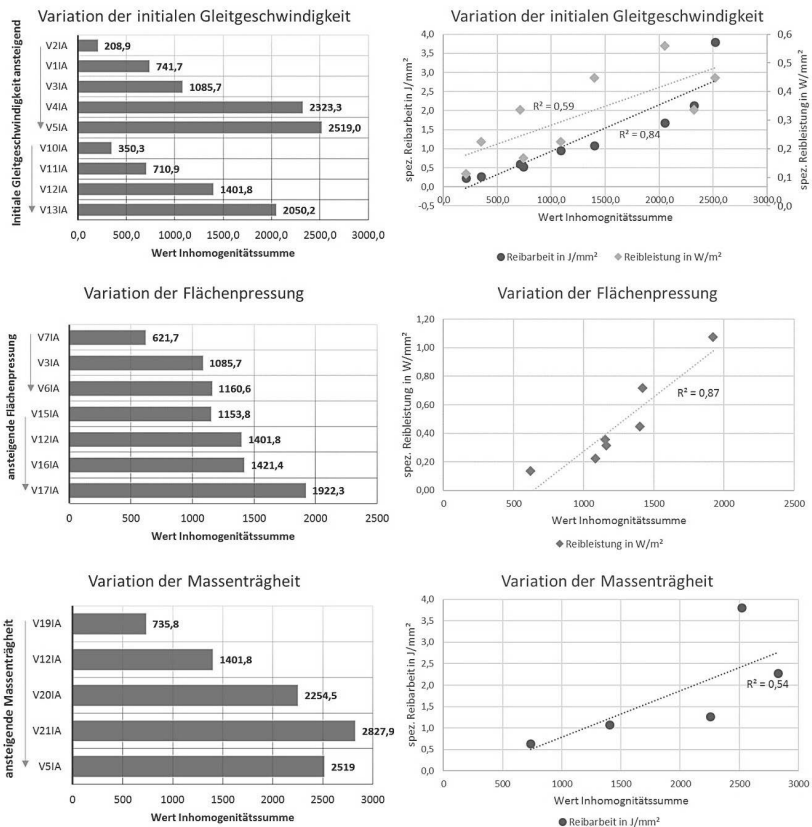 Variation der initialen Gleitgeschwindigkeit
Initiale Gleitgeschwindigkeit ansteigend
V2IA
208,9
V1IA
741,7
V3IA
1085,7
V4IA
2323,3
V5IA
2519,0
V10IA
350,3
V11IA
710,9
V12IA
1401,8
V13IA
2050,2
0,0 500,0 1000,0 1500,0 2000,0 2500,0 3000,0
Wert Inhomogenitätssumme
Variation der initialen Gleitgeschwindigkeit
spez. Reibarbeit in J/mm²
4,0
3,5
3,0
2,5
2,0
1,5
1,0
0,5
0,0
-0,5
R² = 0,59
R² = 0,84
0,6
0,5
0,4
0,3
0,2
0,1
0,0
spez. Reibleistung in W/mm²
0,0 500,0 1000,0 1500,0 2000,0 2500,0 3000,0
Wert Inhomognitätssumme
Reibarbeit in J/mm² Reibleistung in W/m²
Variation der Flächenpressung
ansteigende Flächenpressung
V7IA
621,7
V3IA
1085,7
V6IA
1160,6
V15IA
1153,8
V12IA
1401,8
V16IA
1421,4
V17IA
1922,3
0 500 1000 1500 2000 2500
Wert Inhomogenitätssumme
Variation der Flächenpressung
spez. Reibleistung in W/mm²
1,20
1,00
0,80
0,60
0,40
0,20
0,00
R² = 0,87
0 500 1000 1500 2000 2500
Wert Inhomognitätssumme
Reibleistung in W/m²
Variation der Massenträgheit
ansteigende Massenträgheit
V19IA
735,8
V12IA
1401,8
V20IA
2254,5
V21IA
2827,9
V5IA
2519
0 500 1000 1500 2000 2500 3000
Wert Inhomogenitätssumme
Variation der Massenträgheit
spez. Reibarbeit in J/mm²
4,0
3,5
3,0
2,5
2,0
1,5
1,0
0,5
0,0
R² = 0,54
0 500 1000 1500 2000 2500 3000
Wert Inhomognitätssumme
Reibarbeit in J/mm²